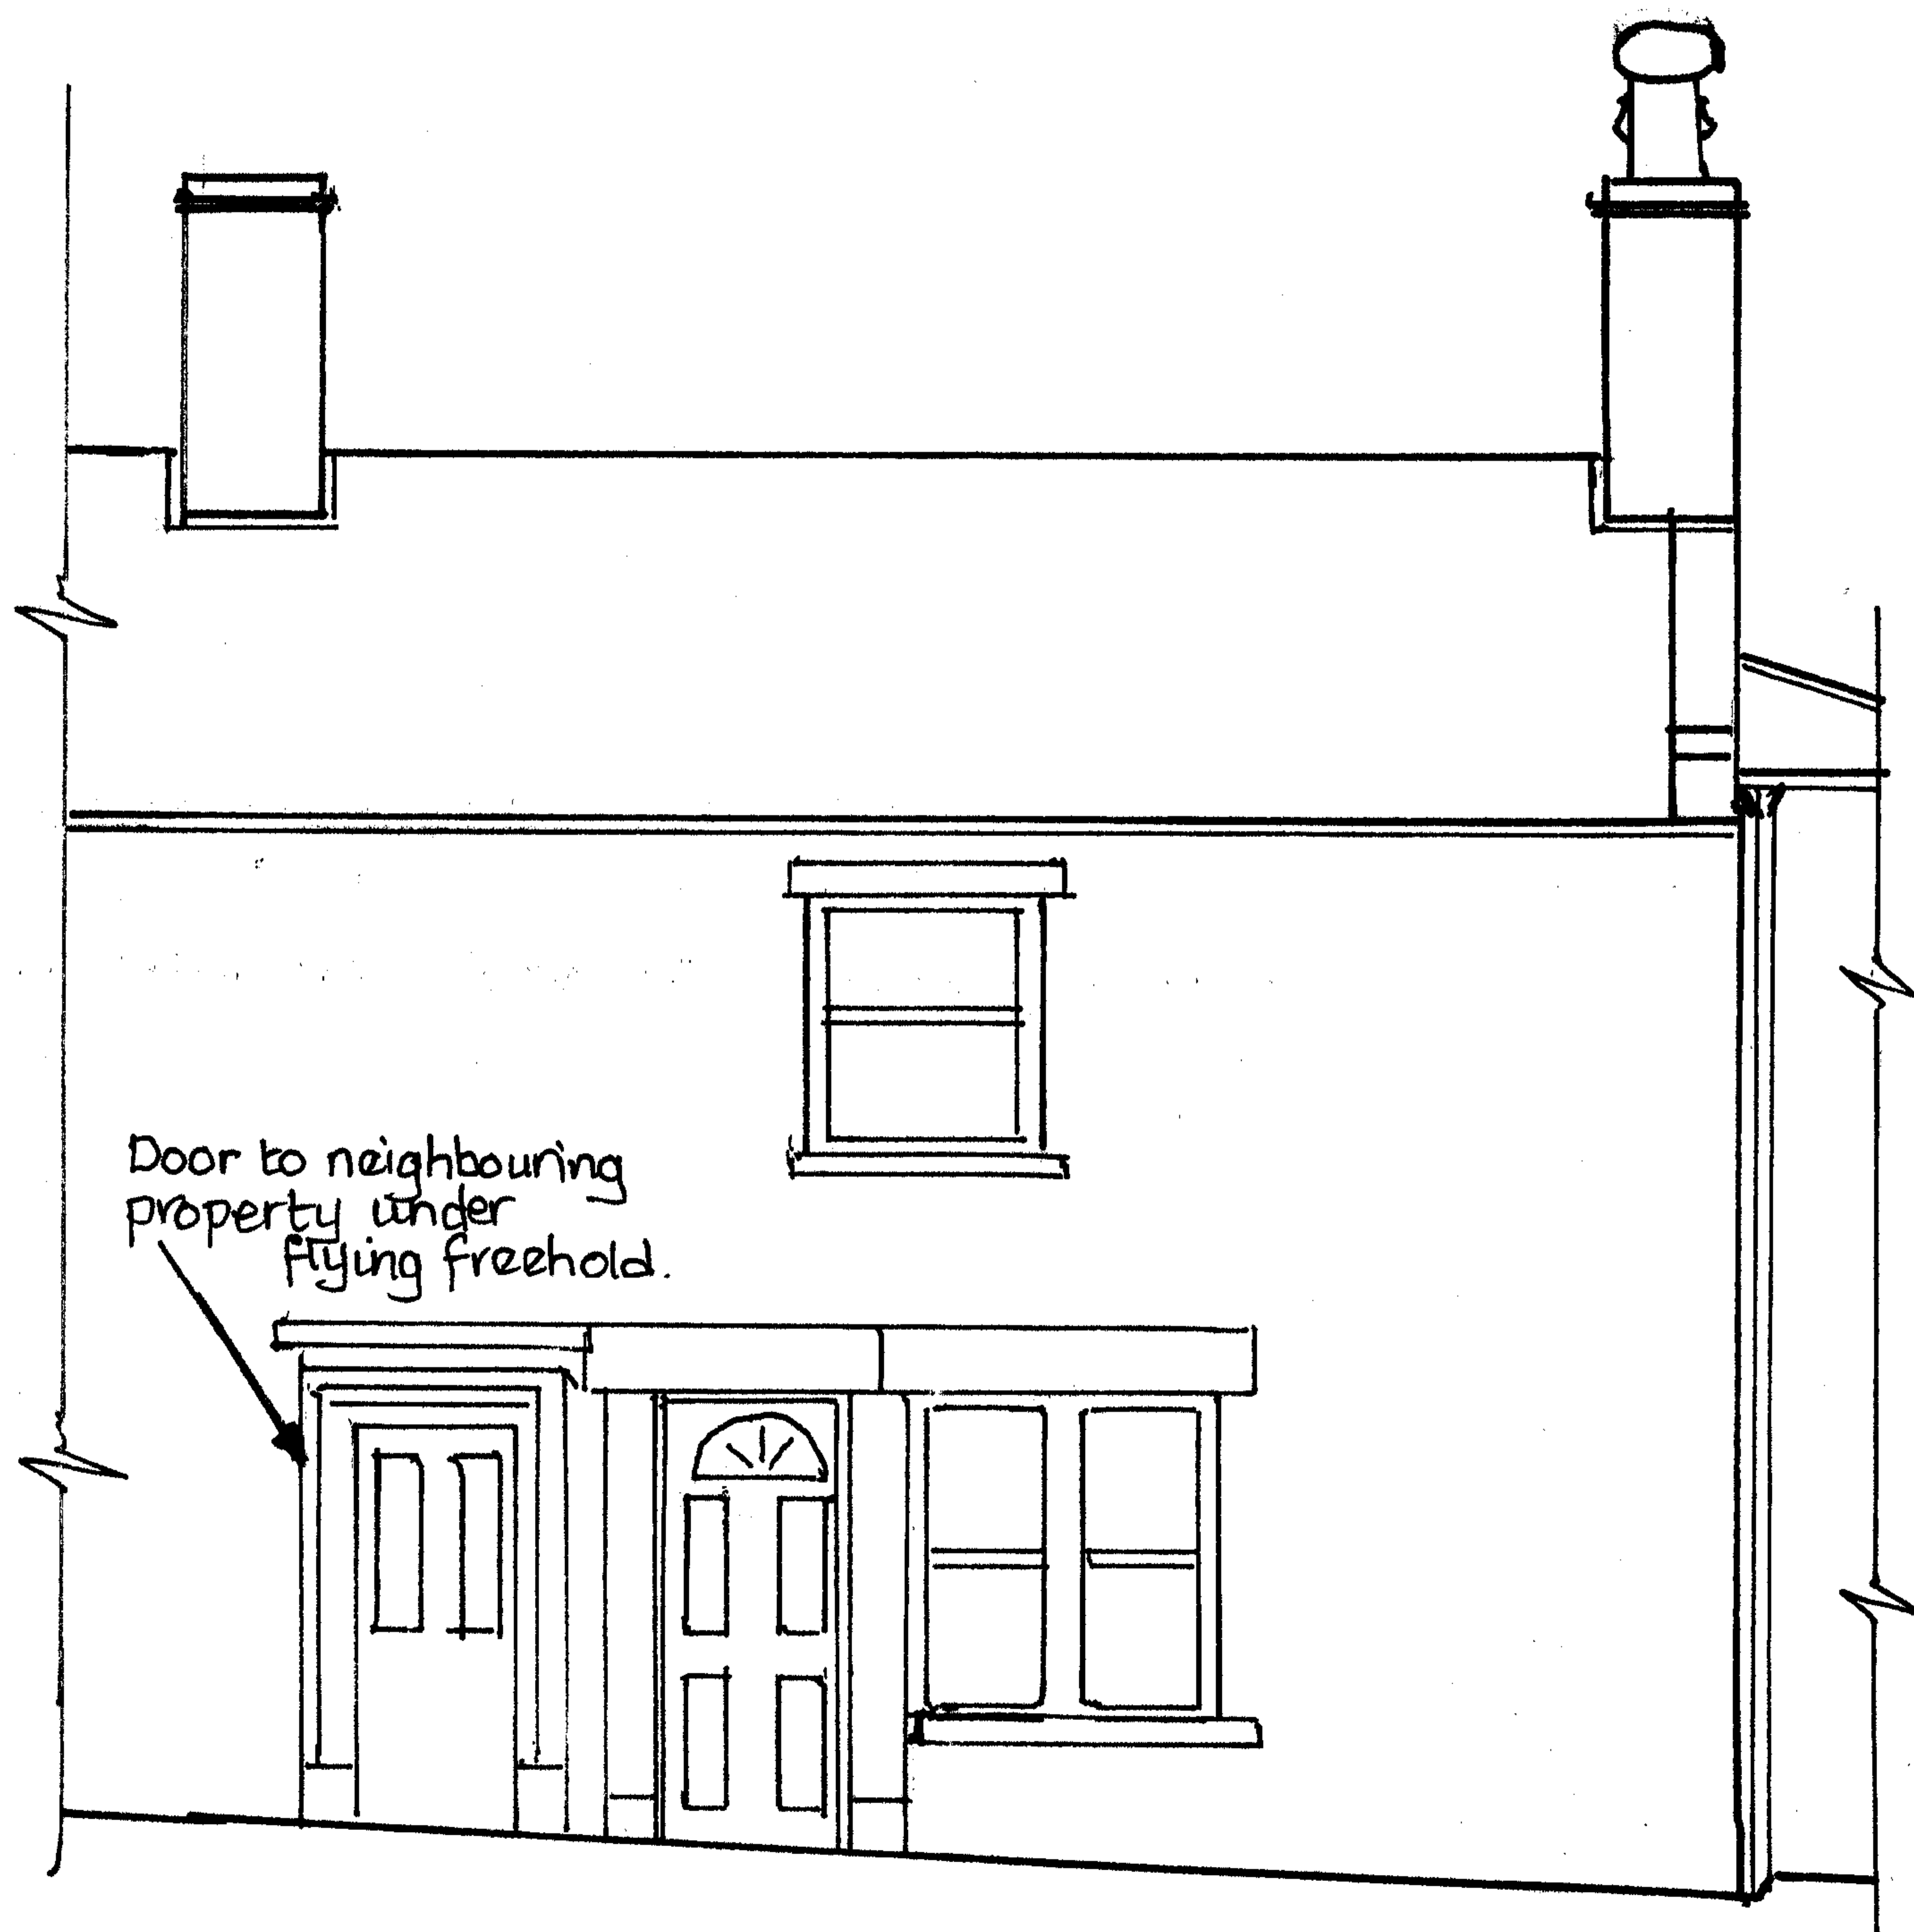 Door to neighbouring
property under
flying freehold.